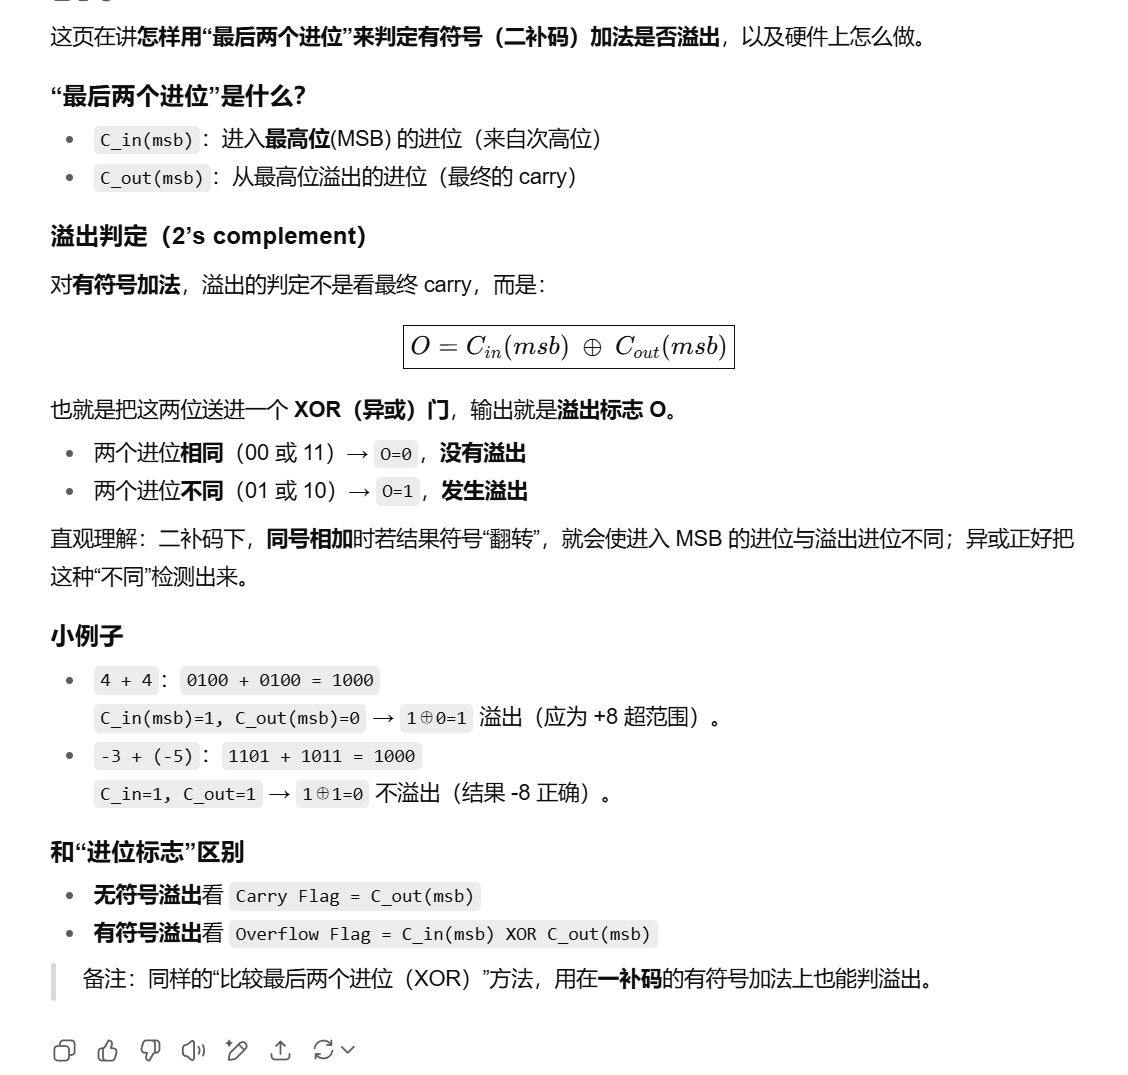 这页在讲怎样用“最后两个进位”来判定有符号（二补码）加法是否溢出，以及硬件上怎么做。
“最后两个进位”是什么？
C_in(msb)：进入最高位(MSB) 的进位（来自次高位）
C_out(msb)：从最高位溢出的进位（最终的 carry）
溢出判定（2’s complement）
对有符号加法，溢出的判定不是看最终 carry，而是：
O = C_in(msb) ⊕ C_out(msb)
也就是把这两位送进一个 XOR（异或）门，输出就是溢出标志 O。
两个进位相同（00 或 11）→ O=0，没有溢出
两个进位不同（01 或 10）→ O=1，发生溢出
直观理解：二补码下，同号相加时若结果符号“翻转”，就会使进入 MSB 的进位与溢出进位不同；异或正好把
这种“不同”检测出来。
小例子
4 + 4：0100 + 0100 = 1000
C_in(msb)=1, C_out(msb)=0 → 1⊕0=1 溢出（应为 +8 超范围）。
-3 + (-5)：1101 + 1011 = 1000
C_in=1, C_out=1 → 1⊕1=0 不溢出（结果 -8 正确）。
和“进位标志”区别
无符号溢出看 Carry Flag = C_out(msb)
有符号溢出看 Overflow Flag = C_in(msb) XOR C_out(msb)
备注：同样的“比较最后两个进位（XOR）”方法，用在一补码的有符号加法上也能判溢出。